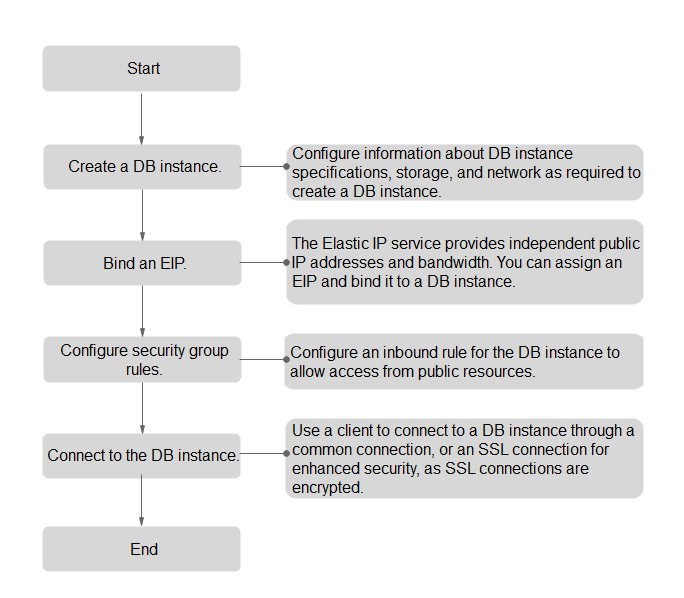 Start
Create a DB instance.
Configure information about DB instance
specifications, storage, and network as required to
create a DB instance.
Bind an EIP.
The Elastic IP service provides independent public
IP addresses and bandwidth. You can assign an
EIP and bind it to a DB instance.
Configure security group
rules.
Configure an inbound rule for the DB instance to
allow access from public resources.
Connect to the DB instance.
Use a client to connect to a DB instance through a
common connection, or an SSL connection for
enhanced security, as SSL connections are
encrypted.
End